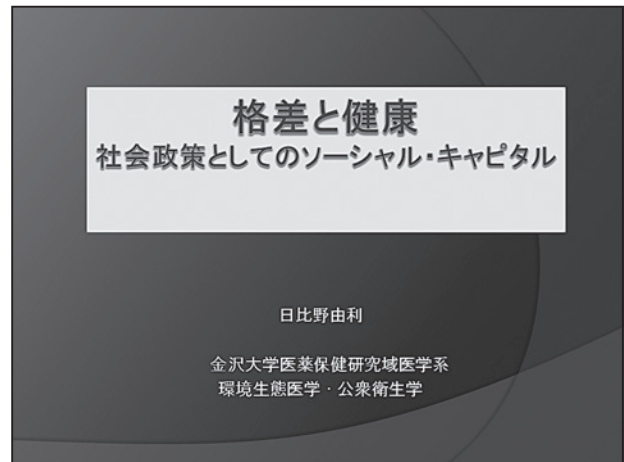 格差と健康
社会政策としてのソーシャル・キャピタル
日比野由利
金沢大学医薬保健研究域医学系
環境生態医学・公衆衛生学